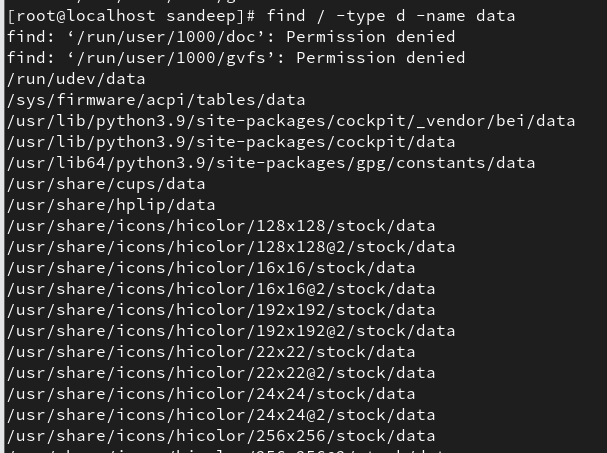 [root@localhost sandeep]# find / -type d -name data
find: ‘/run/user/1000/doc’: Permission denied
find: ‘/run/user/1000/gvfs’: Permission denied
/run/udev/data
/sys/firmware/acpi/tables/data
/usr/lib/python3.9/site-packages/cockpit/_vendor/bei/data
/usr/lib/python3.9/site-packages/cockpit/data
/usr/lib64/python3.9/site-packages/gpg/constants/data
/usr/share/cups/data
/usr/share/hplip/data
/usr/share/icons/hicolor/128x128/stock/data
/usr/share/icons/hicolor/128x128@2/stock/data
/usr/share/icons/hicolor/16x16/stock/data
/usr/share/icons/hicolor/16x16@2/stock/data
/usr/share/icons/hicolor/192x192/stock/data
/usr/share/icons/hicolor/192x192@2/stock/data
/usr/share/icons/hicolor/22x22/stock/data
/usr/share/icons/hicolor/22x22@2/stock/data
/usr/share/icons/hicolor/24x24/stock/data
/usr/share/icons/hicolor/24x24@2/stock/data
/usr/share/icons/hicolor/256x256/stock/data